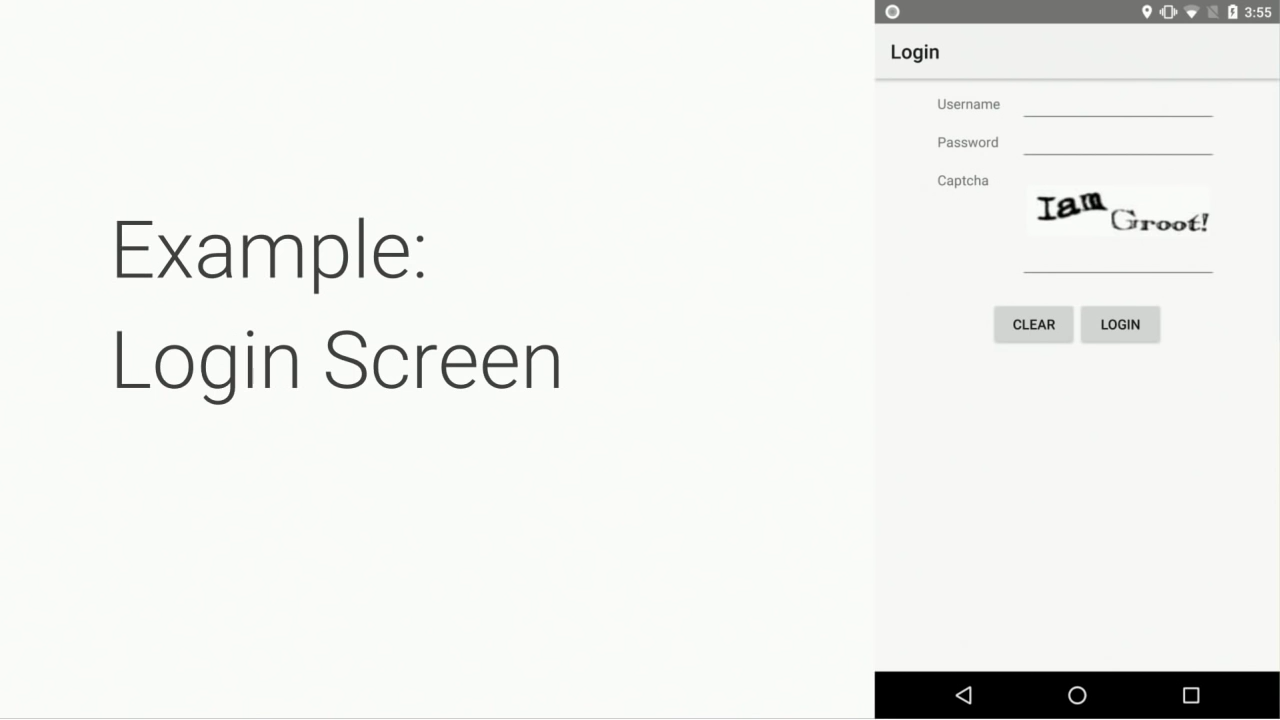 Example:
Login Screen
3:55
Login
Username
Password
Captcha
Iam Groot!
CLEAR LOGIN